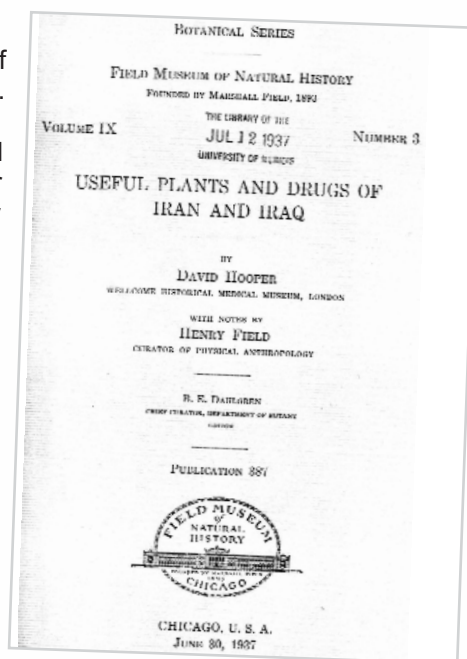 f
.
l
BOTANICAL SERIES
FIELD MUSEUM OF NATURAL HISTORY
FOUNDED BY MARSHALL FIELD, 1893
VOLUME IX
THE LIBRARY OF THE
JUL 12 1937
UNIVERSITY OF ILLINOIS
NUMBER 3
USEFUL PLANTS AND DRUGS OF
IRAN AND IRAQ
BY
DAVID HOOPER
WELLCOME HISTORICAL MEDICAL MUSEUM, LONDON
WITH NOTES BY
HENRY FIELD
CURATOR OF PHYSICAL ANTHROPOLOGY
B. E. DAHLGREN
CHIEF CURATOR, DEPARTMENT OF BOTANY
EDITOR
PUBLICATION 387
FIELD MUSEUM
OF
NATURAL
HISTORY
CHICAGO
CHICAGO, U. S. A.
JUNE 30, 1937